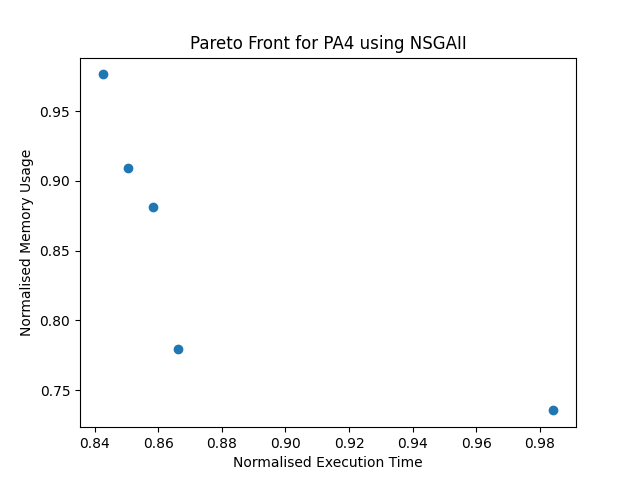 Pareto Front for PA4 using NSGAII
Normalised Memory Usage
0.95
0.90
0.85
0.80
0.75
0.84 0.86 0.88 0.90 0.92 0.94 0.96 0.98
Normalised Execution Time